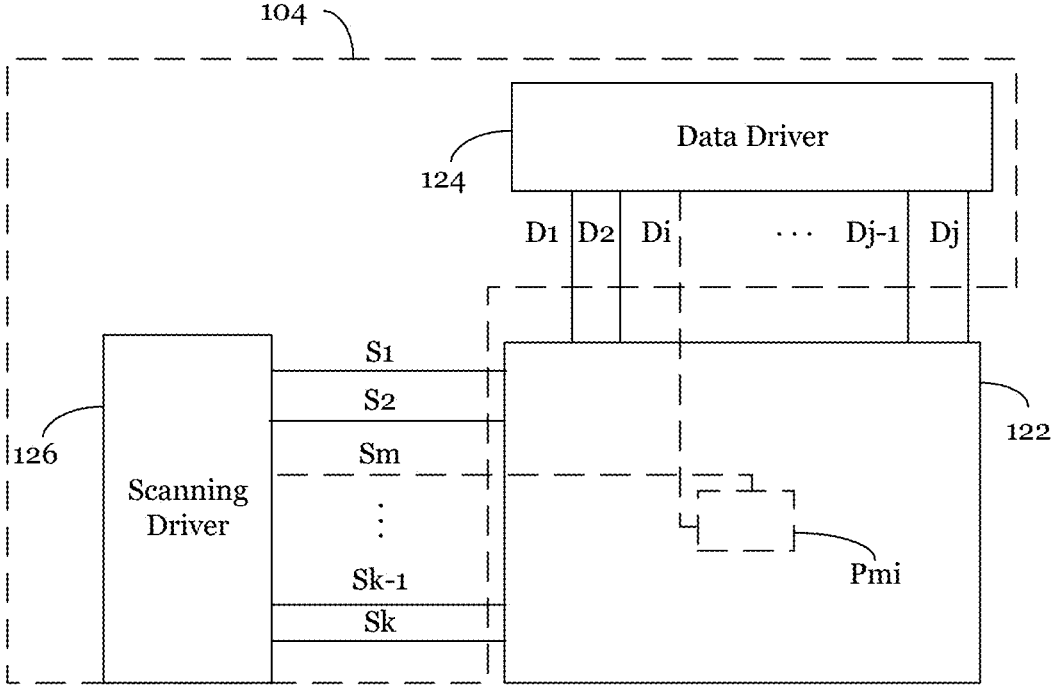 104
Data Driver
124
D1 D2 Di ... Dj-1 Dj
S1
S2
122
126
Sm
Scanning
Driver
⋮
Pmi
Sk-1
Sk